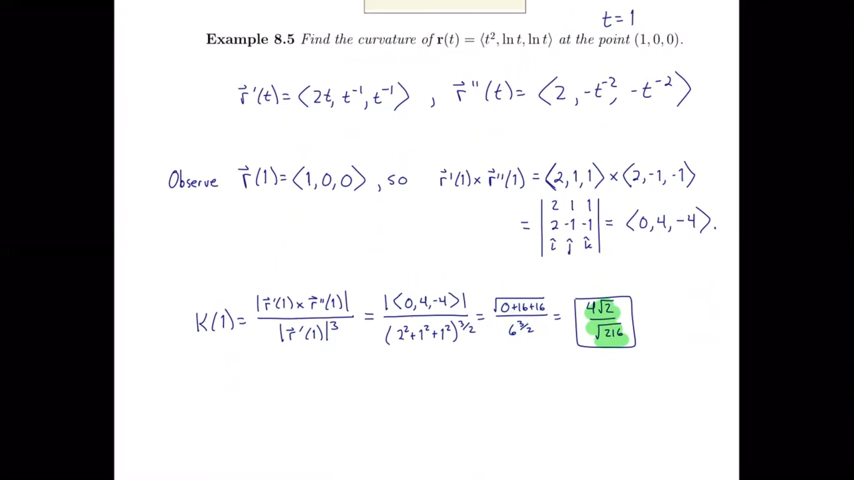 t=1
Example 8.5 Find the curvature of r(t) = ⟨t², ln t, ln t⟩ at the point (1, 0, 0).
r⃗'(t)=⟨2t, t⁻¹, t⁻¹⟩ , r⃗''(t)= ⟨2, -t⁻², -t⁻²⟩
Observe r⃗(1)=⟨1,0,0⟩, so r⃗'(1)×r⃗''(1) = ⟨2,1,1⟩×⟨2,-1,-1⟩
= |2 1 1
2 -1 -1
î ĵ k̂| = ⟨0,4,-4⟩.
K(1)= |r⃗'(1)×r⃗''(1)| / |r⃗'(1)|³ = |⟨0,4,-4⟩| / (2²+1²+1²)^(3/2) = √(0+16+16) / 6^(3/2) = 4√2 / √216